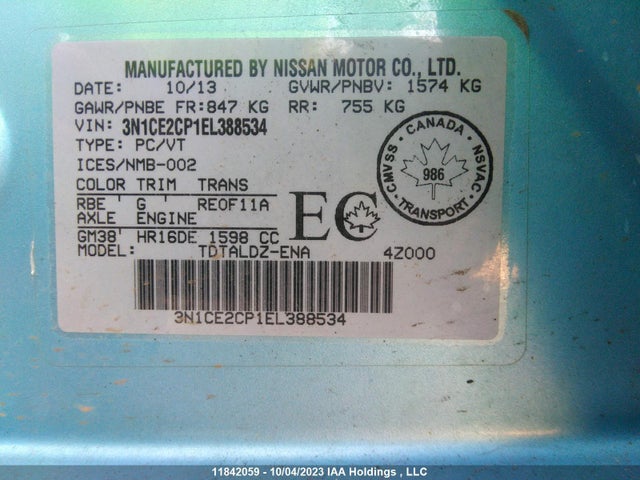 MANUFACTURED BY NISSAN MOTOR CO., LTD.
DATE: 10/13 GVWR/PNBV: 1574 KG
GAWR/PNBE FR:847 KG RR: 755 KG
VIN: 3N1CE2CP1EL388534
TYPE: PC/VT
ICES/NMB-002
COLOR TRIM TRANS
RBE ' G ' RE0F11A
AXLE ENGINE
GM38' HR16DE 1598 CC
MODEL: TDTALDZ-ENA 4Z000
EC
CANADA
CMVSS
NSVAC
986
TRANSPORT
3N1CE2CP1EL388534
11842059 - 10/04/2023 IAA Holdings , LLC